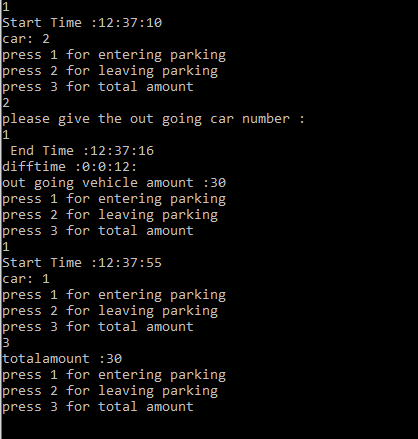 1
Start Time :12:37:10
car: 2
press 1 for entering parking
press 2 for leaving parking
press 3 for total amount
2
please give the out going car number :
1
 End Time :12:37:16
difftime :0:0:12:
out going vehicle amount :30
press 1 for entering parking
press 2 for leaving parking
press 3 for total amount
1
Start Time :12:37:55
car: 1
press 1 for entering parking
press 2 for leaving parking
press 3 for total amount
3
totalamount :30
press 1 for entering parking
press 2 for leaving parking
press 3 for total amount